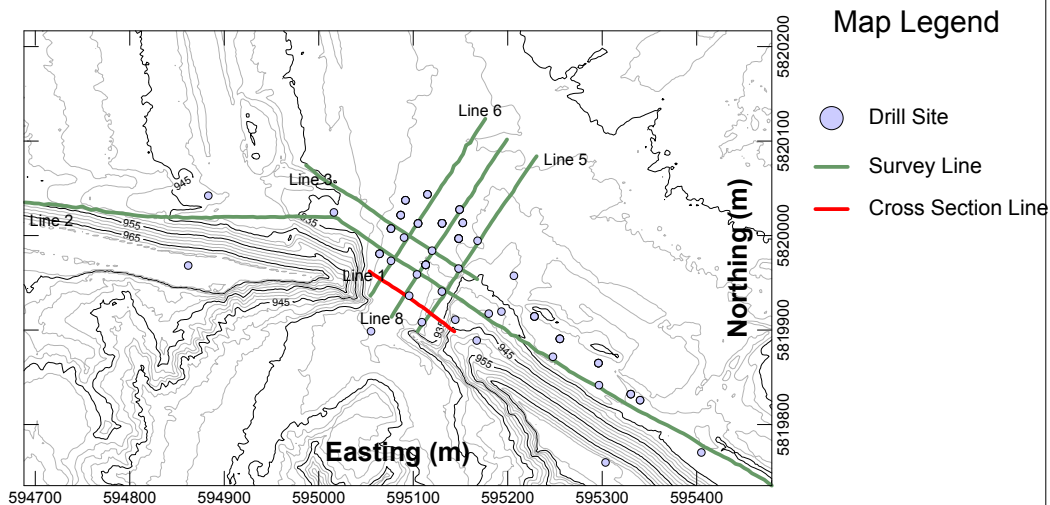 Map Legend
Drill Site
Survey Line
Cross Section Line
Line 6
Line 5
Line 3
Line 2
Line 1
Line 8
945
935
955
965
945
935
945
955
Northing (m)
5820200
5820100
5820000
5819900
5819800
Easting (m)
594700 594800 594900 595000 595100 595200 595300 595400